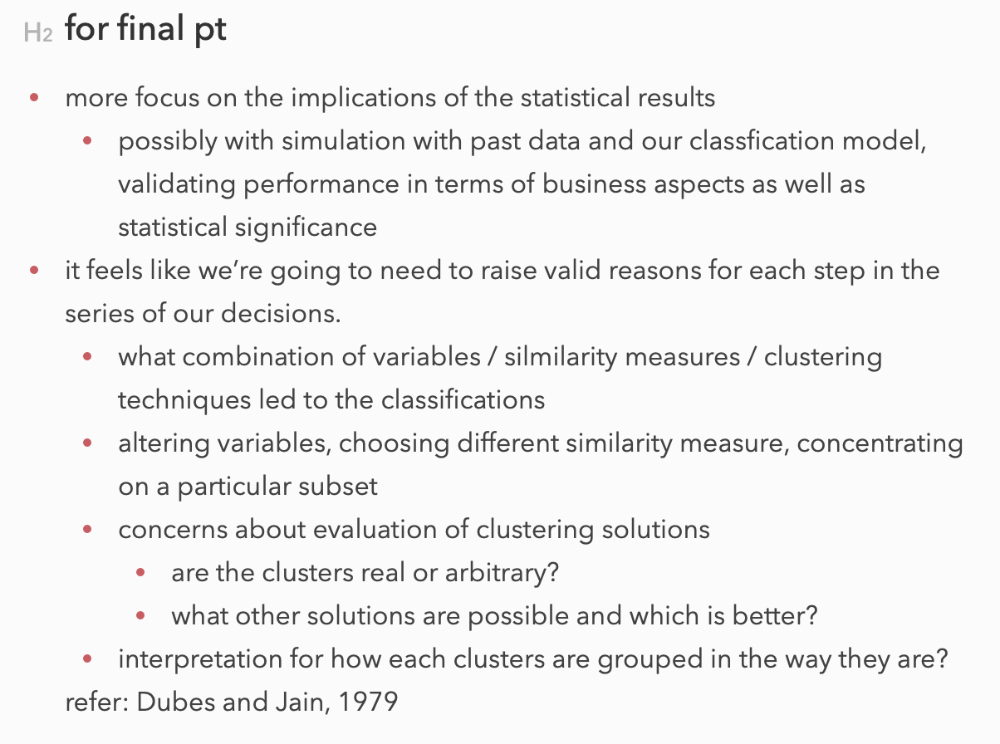 H2 for final pt
• more focus on the implications of the statistical results
• possibly with simulation with past data and our classfication model,
validating performance in terms of business aspects as well as
statistical significance
• it feels like we’re going to need to raise valid reasons for each step in the
series of our decisions.
• what combination of variables / silmilarity measures / clustering
techniques led to the classifications
• altering variables, choosing different similarity measure, concentrating
on a particular subset
• concerns about evaluation of clustering solutions
• are the clusters real or arbitrary?
• what other solutions are possible and which is better?
• interpretation for how each clusters are grouped in the way they are?
refer: Dubes and Jain, 1979